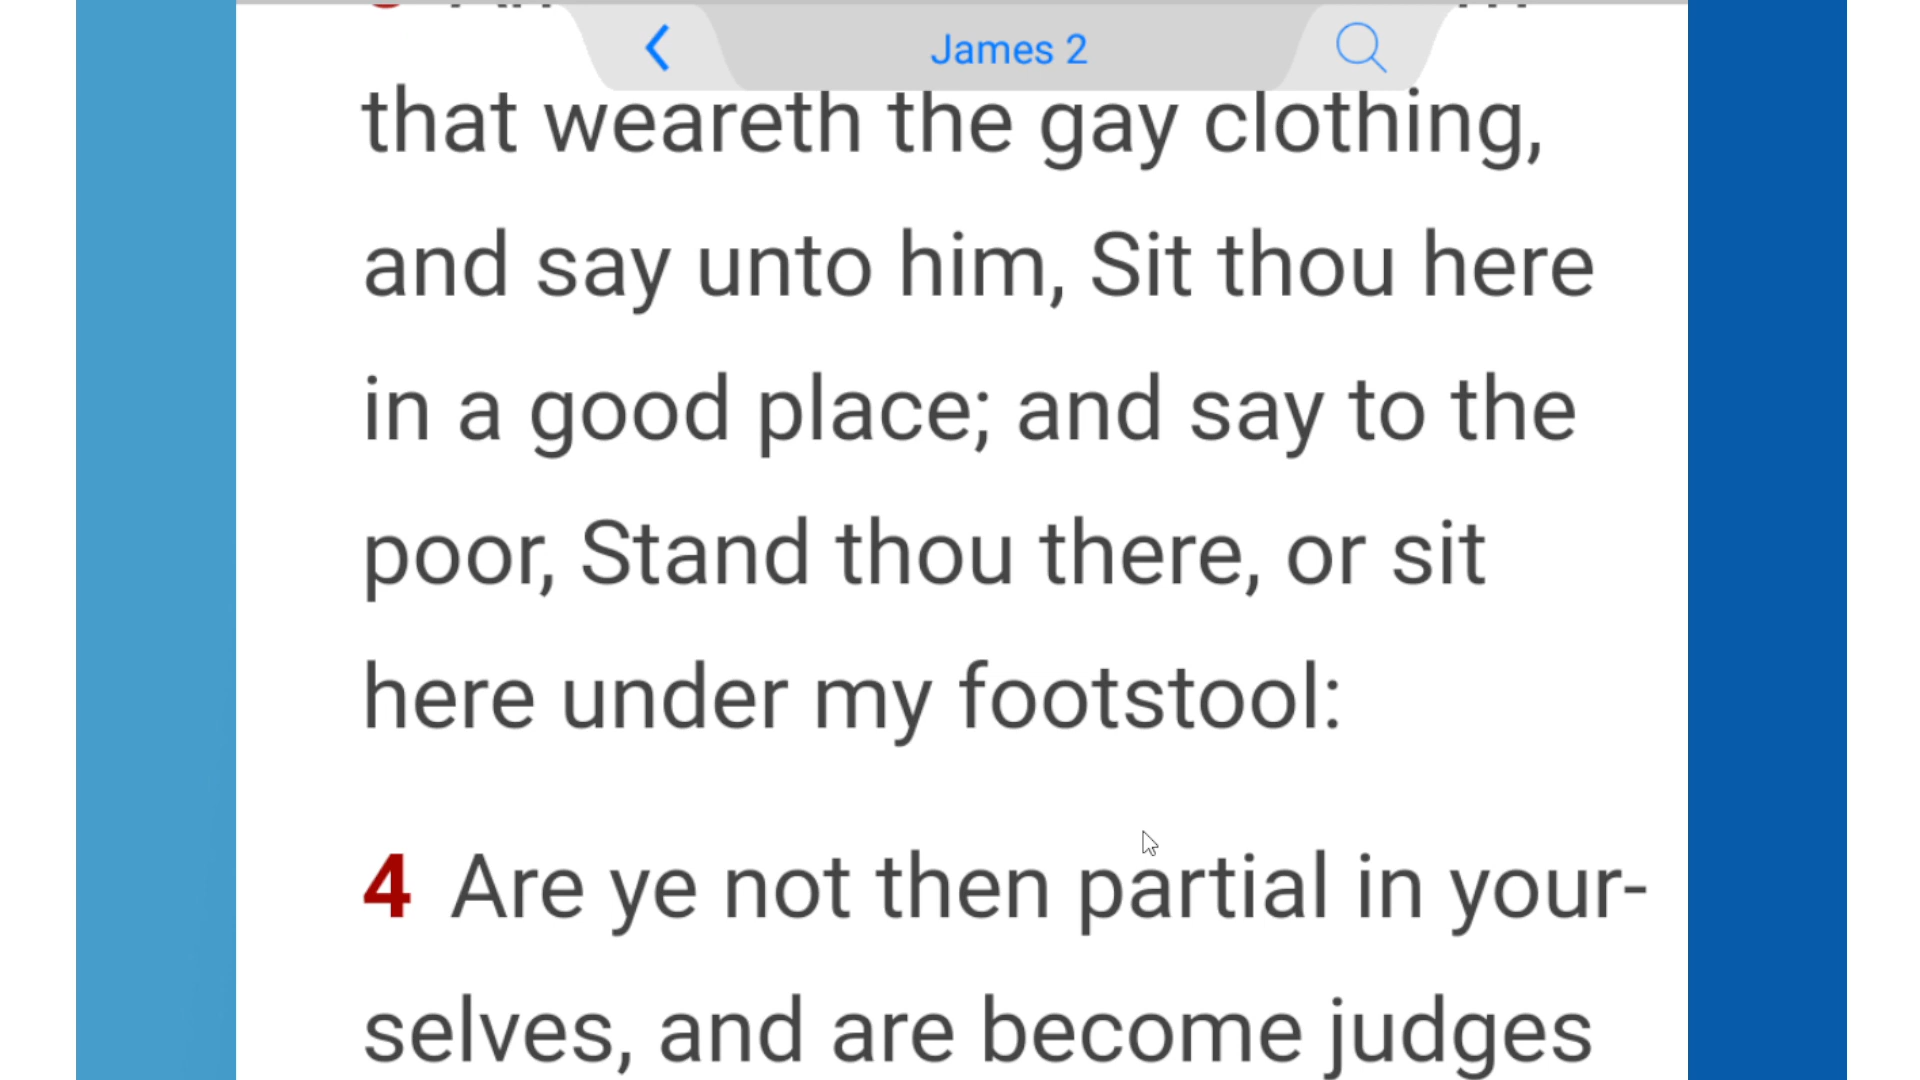 James 2
that weareth the gay clothing,
and say unto him, Sit thou here
in a good place; and say to the
poor, Stand thou there, or sit
here under my footstool:
4 Are ye not then partial in your-
selves, and are become judges